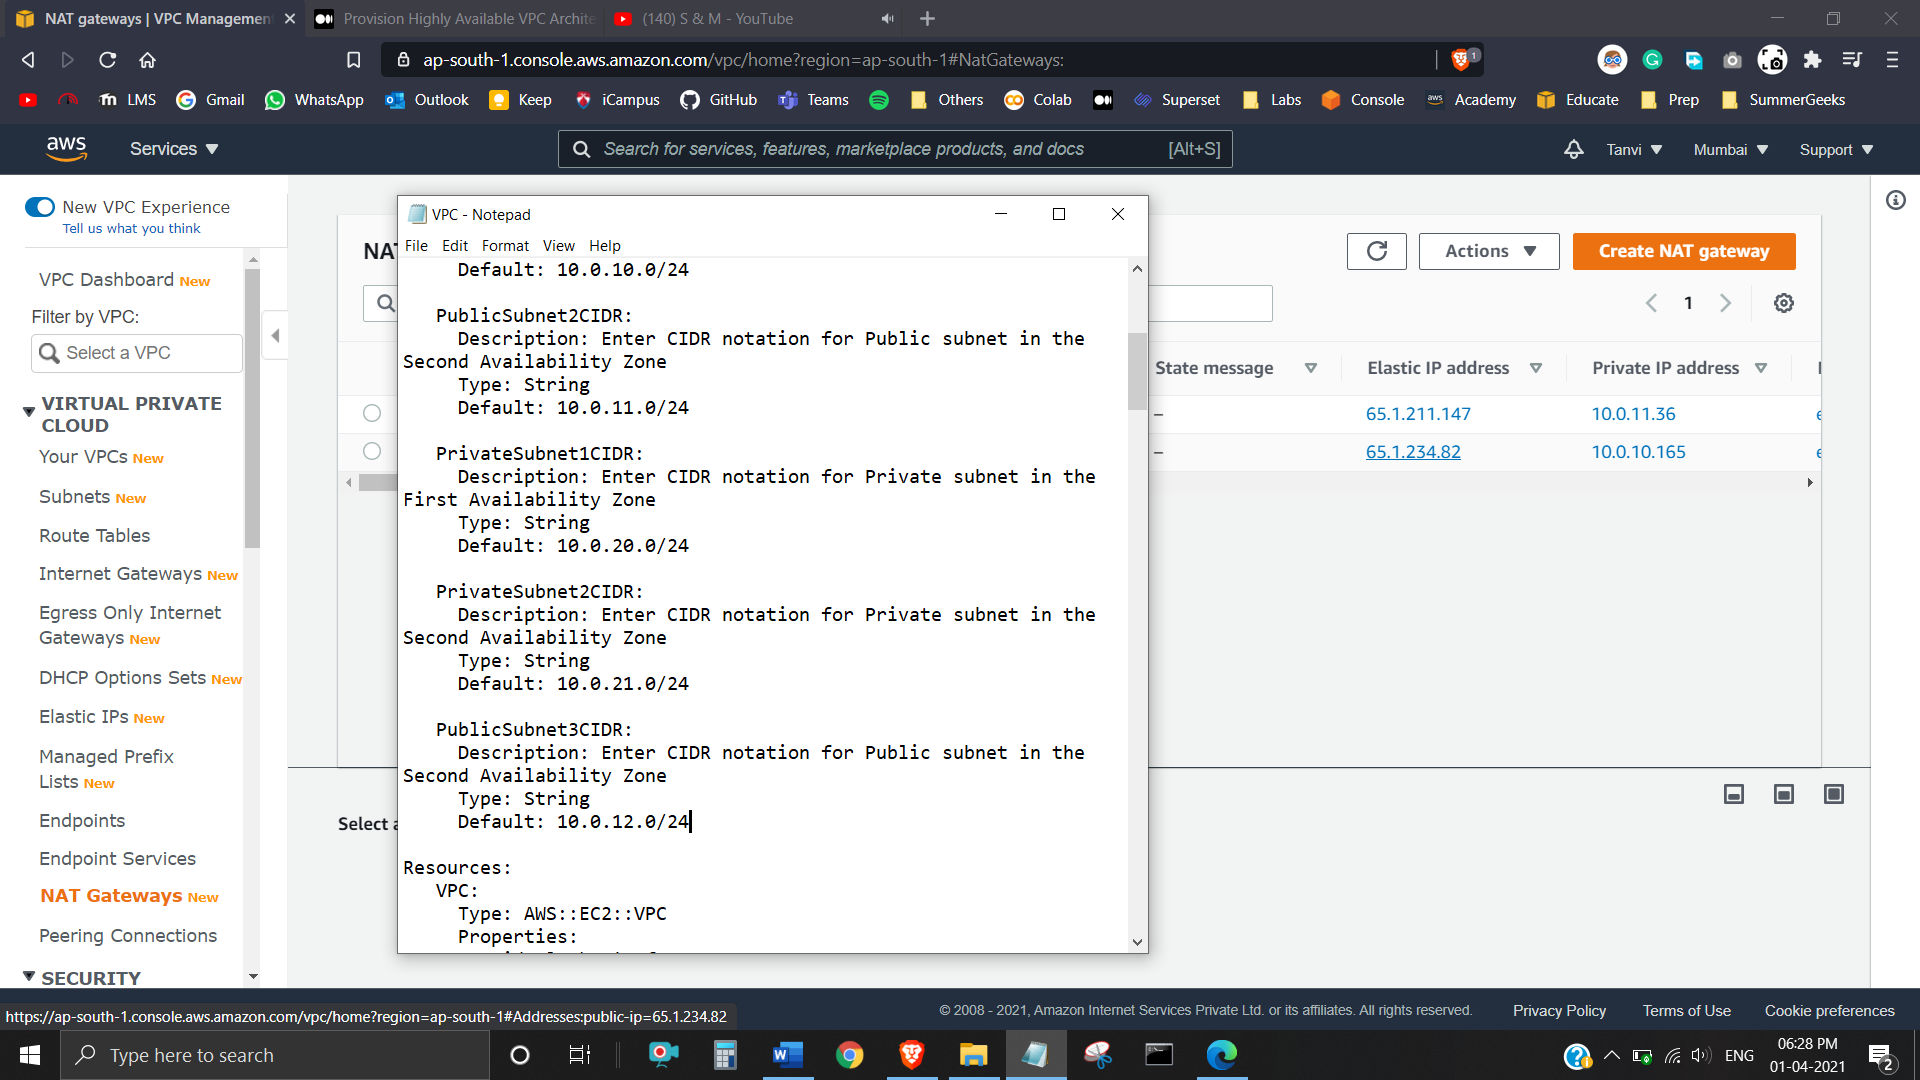 NAT gateways | VPC Managemen
Provision Highly Available VPC Archite
(140) S & M - YouTube
ap-south-1.console.aws.amazon.com/vpc/home?region=ap-south-1#NatGateways:
1
LMS
Gmail
WhatsApp
Outlook
Keep
iCampus
GitHub
Teams
Others
Colab
Superset
Labs
Console
aws
Academy
Educate
Prep
SummerGeeks
aws
Services
Search for services, features, marketplace products, and docs
[Alt+S]
Tanvi
Mumbai
Support
New VPC Experience
Tell us what you think
VPC Dashboard New
Filter by VPC:
Select a VPC
VIRTUAL PRIVATE
CLOUD
Your VPCs New
Subnets New
Route Tables
Internet Gateways New
Egress Only Internet
Gateways New
DHCP Options Sets New
Elastic IPs New
Managed Prefix
Lists New
Endpoints
Endpoint Services
NAT Gateways New
Peering Connections
SECURITY
VPC - Notepad
File Edit Format View Help
Default: 10.0.10.0/24
PublicSubnet2CIDR:
Description: Enter CIDR notation for Public subnet in the
Second Availability Zone
Type: String
Default: 10.0.11.0/24
PrivateSubnet1CIDR:
Description: Enter CIDR notation for Private subnet in the
First Availability Zone
Type: String
Default: 10.0.20.0/24
PrivateSubnet2CIDR:
Description: Enter CIDR notation for Private subnet in the
Second Availability Zone
Type: String
Default: 10.0.21.0/24
PublicSubnet3CIDR:
Description: Enter CIDR notation for Public subnet in the
Second Availability Zone
Type: String
Default: 10.0.12.0/24
Resources:
VPC:
Type: AWS::EC2::VPC
Properties:
NAT
Actions
Create NAT gateway
1
State message
Elastic IP address
Private IP address
–
65.1.211.147
10.0.11.36
–
65.1.234.82
10.0.10.165
Select a
https://ap-south-1.console.aws.amazon.com/vpc/home?region=ap-south-1#Addresses:public-ip=65.1.234.82
© 2008 - 2021, Amazon Internet Services Private Ltd. or its affiliates. All rights reserved.
Privacy Policy
Terms of Use
Cookie preferences
Type here to search
ENG
06:28 PM
01-04-2021
2